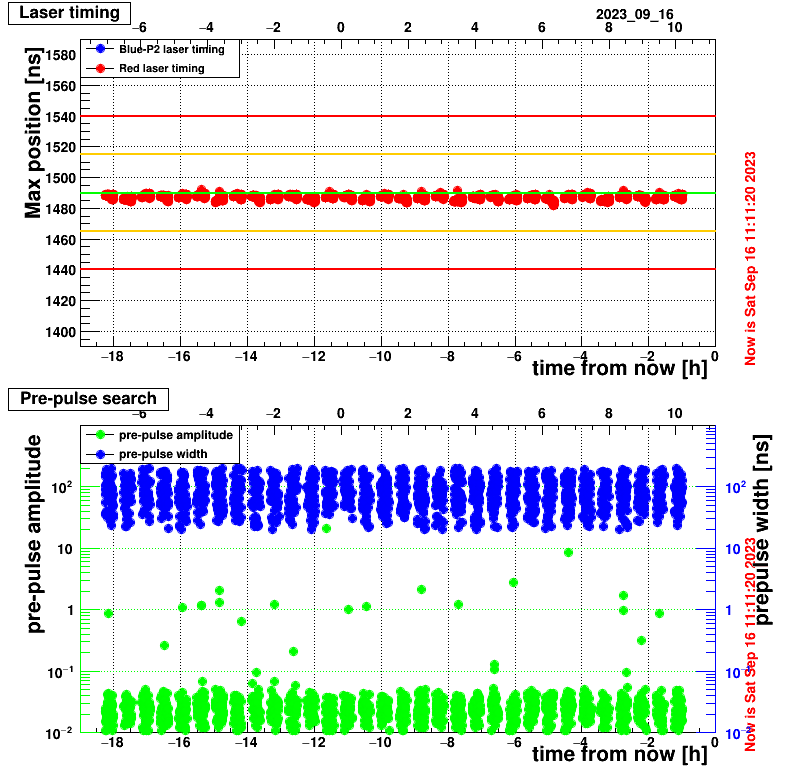 Laser timing
2023_09_16
−6 −4 −2 0 2 4 6 8 10
Blue-P2 laser timing
Red laser timing
Max position [ns]
1580
1560
1540
1520
1500
1480
1460
1440
1420
1400
−18 −16 −14 −12 −10 −8 −6 −4 −2 0
time from now [h]
Now is Sat Sep 16 11:11:20 2023
Pre-pulse search
−6 −4 −2 0 2 4 6 8 10
pre-pulse amplitude
pre-pulse width
pre-pulse amplitude
10²
10
1
10⁻¹
10⁻²
10²
10
1
10⁻¹
10⁻²
prepulse width [ns]
−18 −16 −14 −12 −10 −8 −6 −4 −2 0
time from now [h]
Now is Sat Sep 16 11:11:20 2023